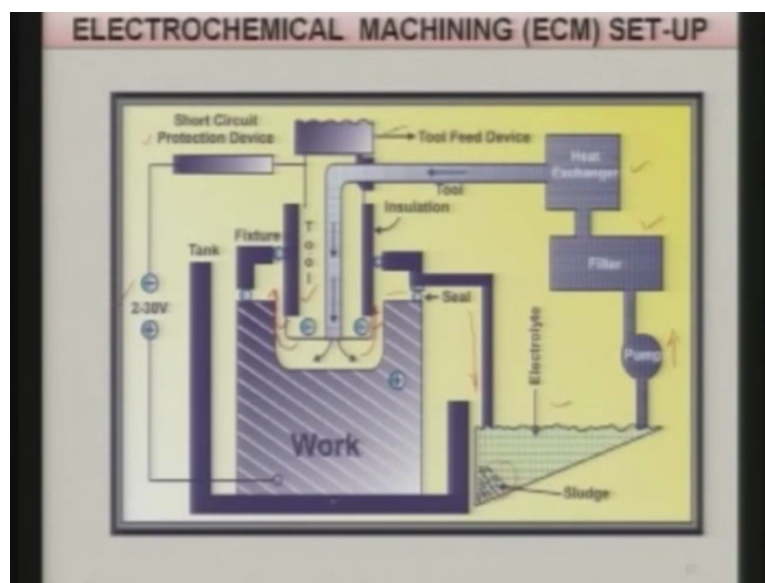 ELECTROCHEMICAL MACHINING (ECM) SET-UP
Short Circuit
Protection Device
Tool Feed Device
Heat
Exchanger
Tool
Insulation
Fixture
Tool
Tank
Filter
2-30V
Seal
Electrolyte
Pump
Work
Sludge